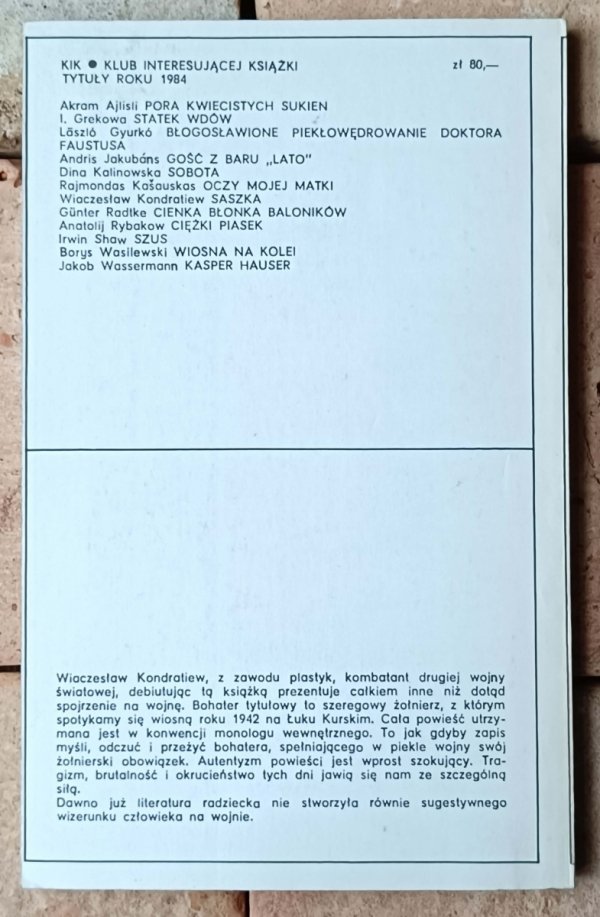 KIK ● KLUB INTERESUJĄCEJ KSIĄŻKI zł 80,—
TYTUŁY ROKU 1984
Akram Ajlisli PORA KWIECISTYCH SUKIEN
I. Grekowa STATEK WDÓW
László Gyurkó BŁOGOSŁAWIONE PIEKŁOWĘDROWANIE DOKTORA
FAUSTUSA
Andris Jakubáns GOŚĆ Z BARU „LATO"
Dina Kalinowska SOBOTA
Rajmondas Kašauskas OCZY MOJEJ MATKI
Wiaczesław Kondratiew SASZKA
Günter Radtke CIENKA BŁONKA BALONIKÓW
Anatolij Rybakow CIĘŻKI PIASEK
Irwin Shaw SZUS
Borys Wasilewski WIOSNA NA KOLEI
Jakob Wassermann KASPER HAUSER
Wiaczesław Kondratiew, z zawodu plastyk, kombatant drugiej wojny
światowej, debiutując tą książką prezentuje całkiem inne niż dotąd
spojrzenie na wojnę. Bohater tytułowy to szeregowy żołnierz, z którym
spotykamy się wiosną roku 1942 na Łuku Kurskim. Cała powieść utrzy-
mana jest w konwencji monologu wewnętrznego. To jak gdyby zapis
myśli, odczuć i przeżyć bohatera, spełniającego w piekle wojny swój
żołnierski obowiązek. Autentyzm powieści jest wprost szokujący. Tra-
gizm, brutalność i okrucieństwo tych dni jawią się nam ze szczególną
siłą.
Dawno już literatura radziecka nie stworzyła równie sugestywnego
wizerunku człowieka na wojnie.